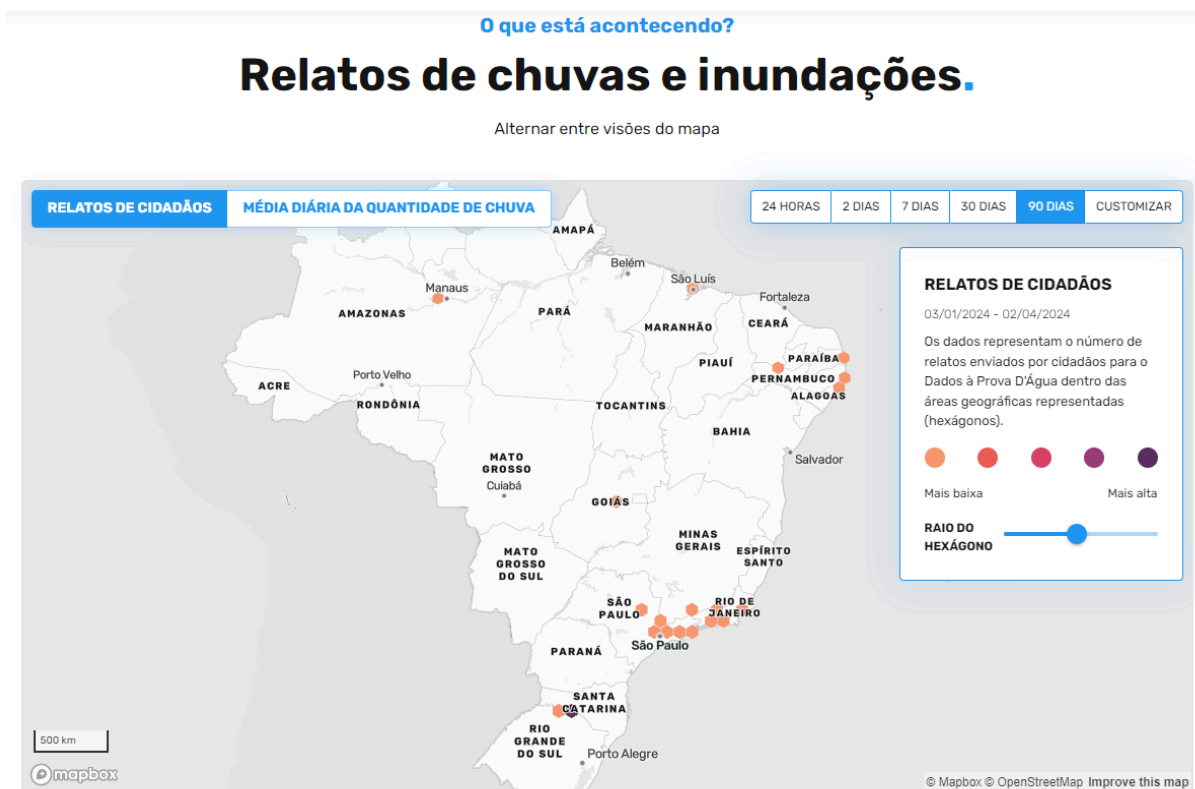 O que está acontecendo?
Relatos de chuvas e inundações.
Alternar entre visões do mapa
RELATOS DE CIDADÃOS
MÉDIA DIÁRIA DA QUANTIDADE DE CHUVA
24 HORAS
2 DIAS
7 DIAS
30 DIAS
90 DIAS
CUSTOMIZAR
RELATOS DE CIDADÃOS
03/01/2024 - 02/04/2024
Os dados representam o número de
relatos enviados por cidadãos para o
Dados à Prova D'Água dentro das
áreas geográficas representadas
(hexágonos).
Mais baixa
Mais alta
RAIO DO
HEXÁGONO
AMAPÁ
Belém
São Luís
Manaus
Fortaleza
AMAZONAS
PARÁ
MARANHÃO
CEARÁ
PIAUÍ
PARAÍBA
PERNAMBUCO
ALAGOAS
ACRE
Porto Velho
RONDÔNIA
TOCANTINS
BAHIA
Salvador
MATO
GROSSO
Cuiabá
GOIÁS
MINAS
GERAIS
ESPÍRITO
SANTO
MATO
GROSSO
DO SUL
SÃO
PAULO
RIO DE
JANEIRO
São Paulo
PARANÁ
SANTA
CATARINA
RIO
GRANDE
DO SUL
Porto Alegre
500 km
mapbox
© Mapbox © OpenStreetMap Improve this map